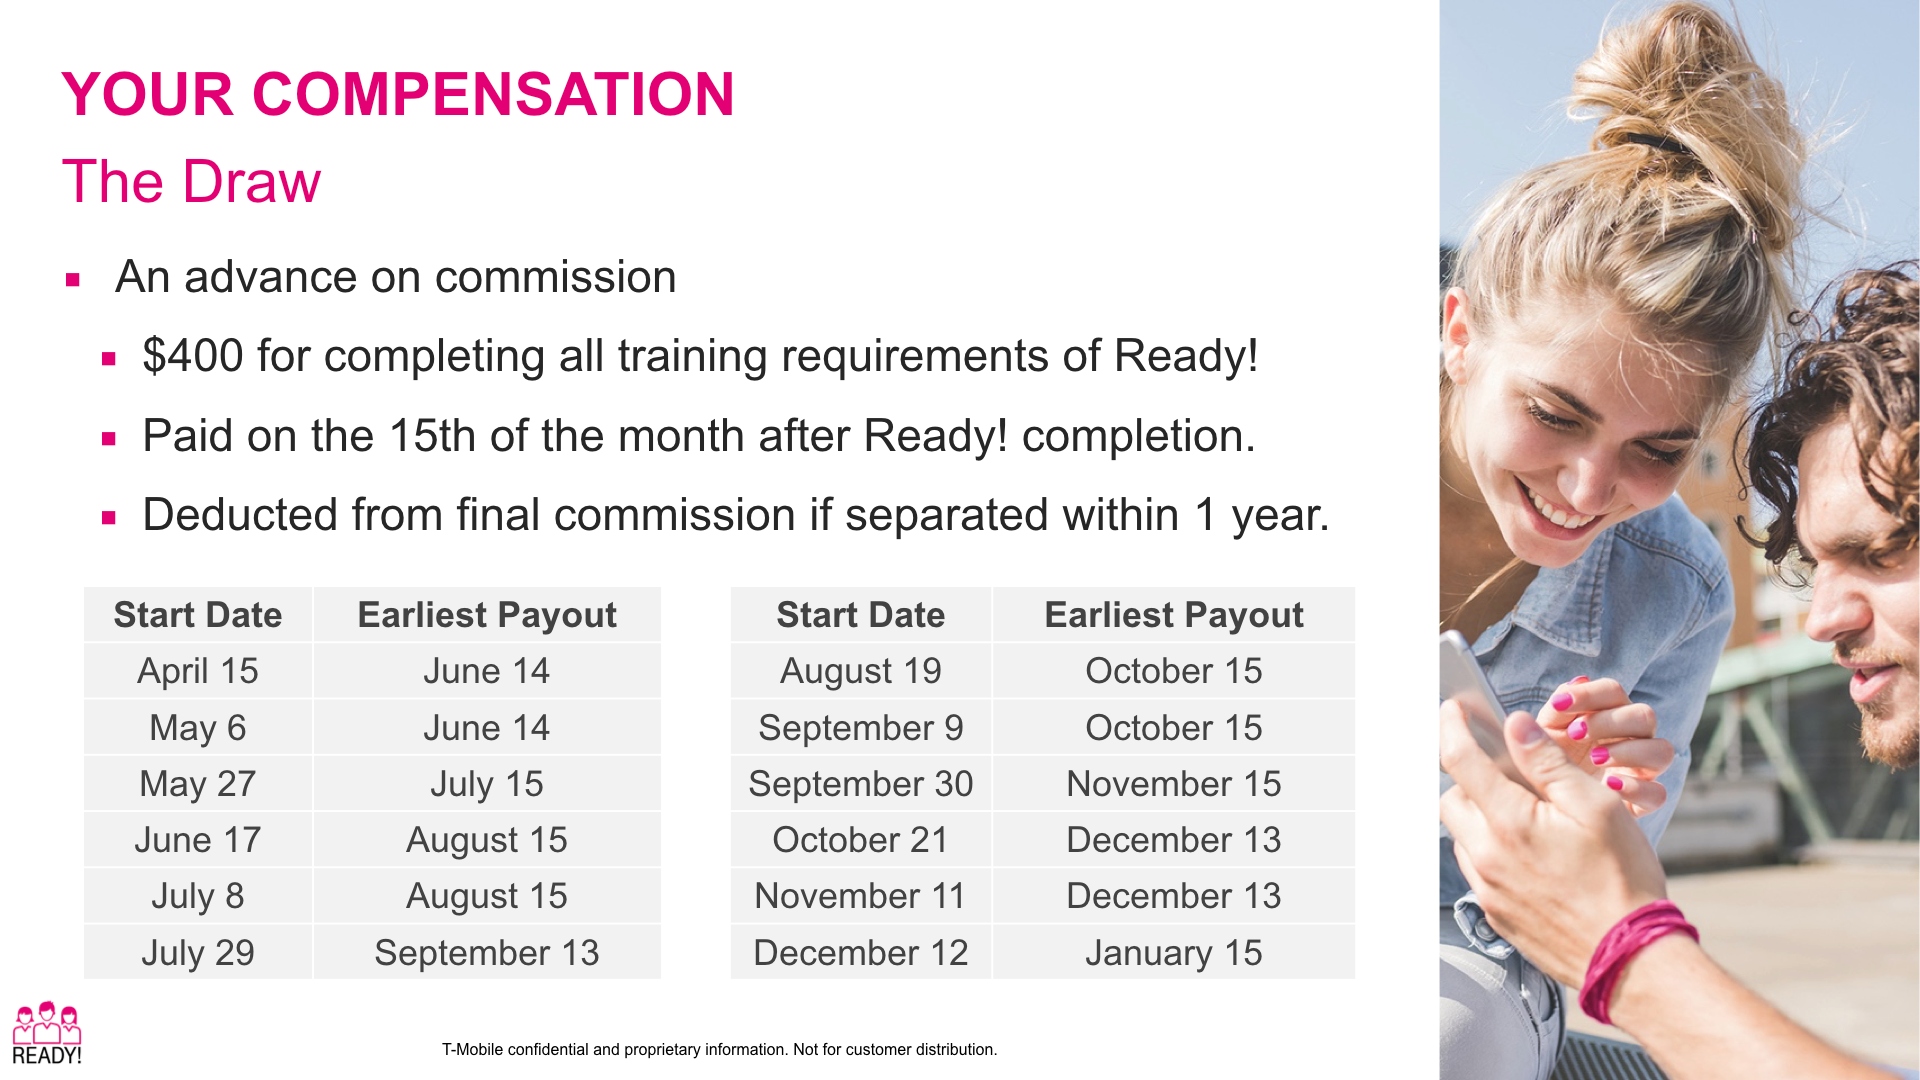 YOUR COMPENSATION
The Draw
An advance on commission
$400 for completing all training requirements of Ready!
Paid on the 15th of the month after Ready! completion.
Deducted from final commission if separated within 1 year.
Start Date Earliest Payout
April 15 June 14
May 6 June 14
May 27 July 15
June 17 August 15
July 8 August 15
July 29 September 13
Start Date Earliest Payout
August 19 October 15
September 9 October 15
September 30 November 15
October 21 December 13
November 11 December 13
December 12 January 15
READY!
T-Mobile confidential and proprietary information. Not for customer distribution.